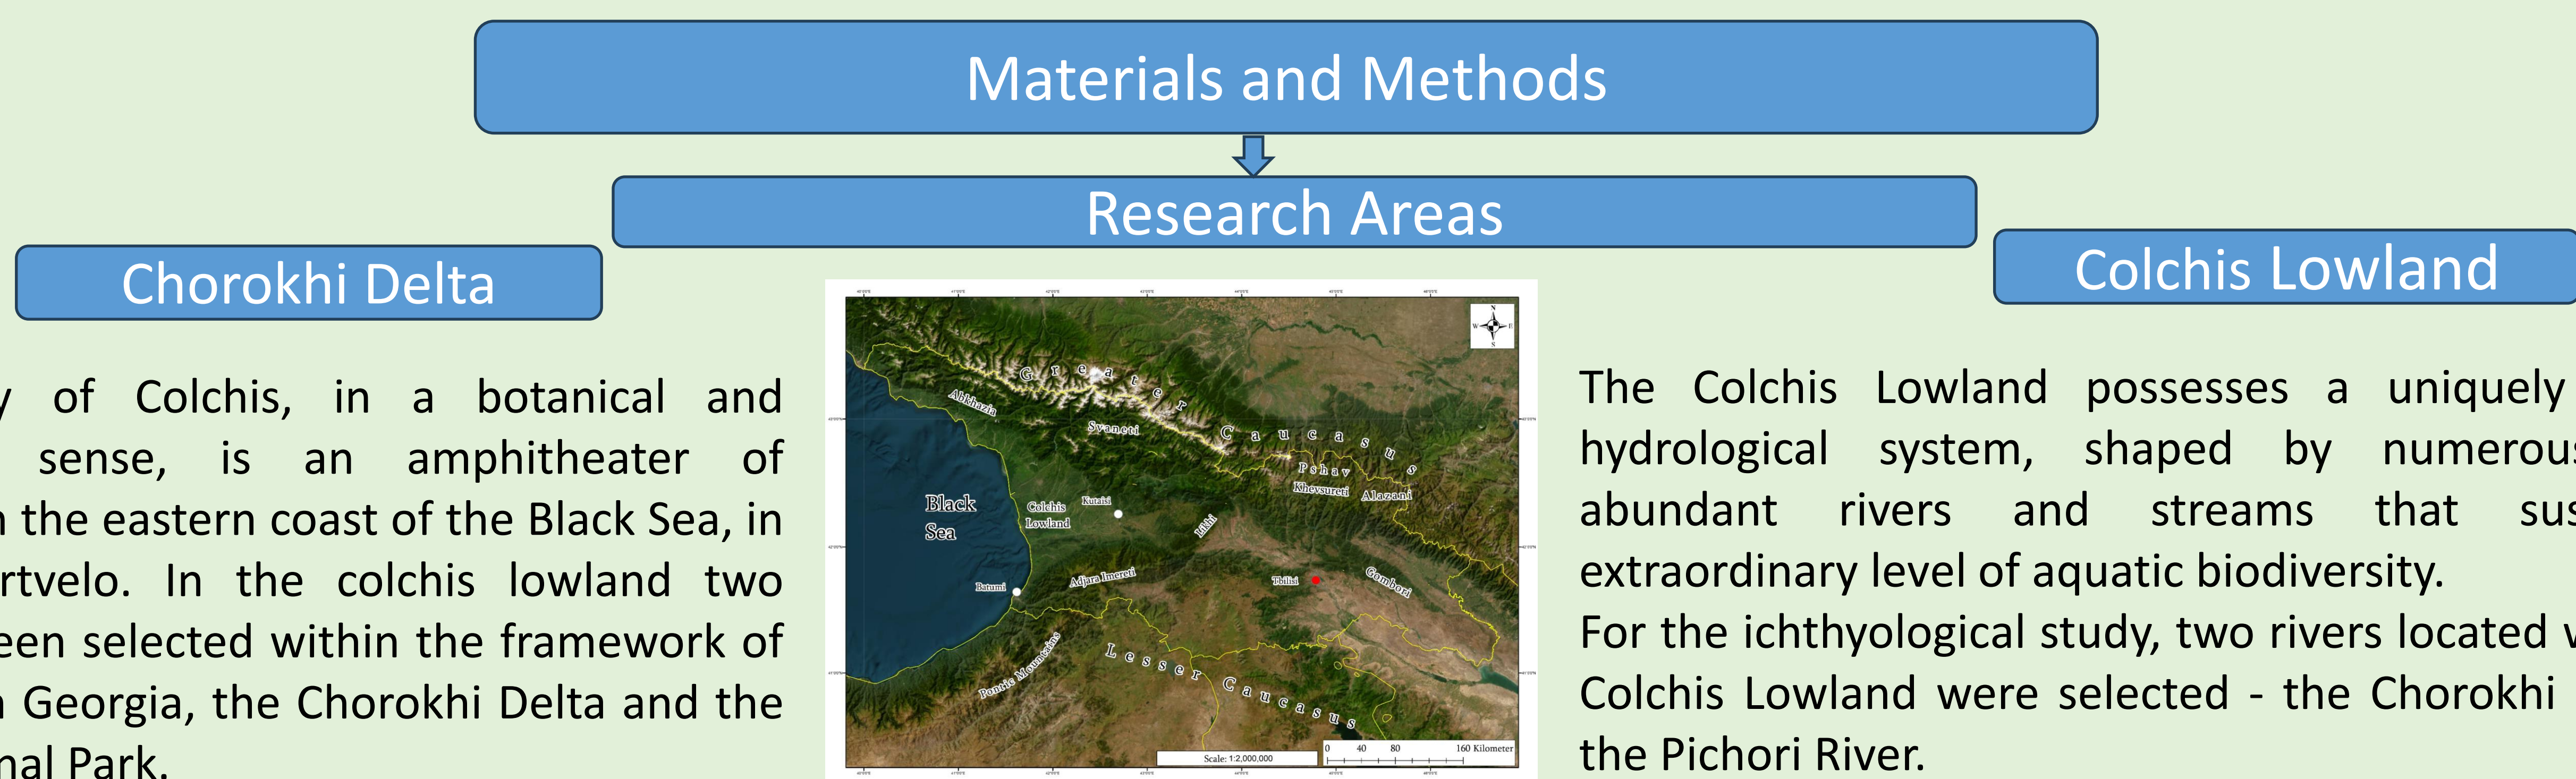 Materials and Methods
Research Areas
Chorokhi Delta
Colchis Lowland
of Colchis, in a botanical and
sense, is an amphitheater of
the eastern coast of the Black Sea, in
In the colchis lowland two
selected within the framework of
Georgia, the Chorokhi Delta and the
Park.
N
W
E
S
Greater Caucasus
Abkhazia
Svaneti
Pshav
Khevsureti
Alazani
Black
Sea
Colchis
Lowland
Kutaisi
Likhi
Batumi
Adjara Imereti
Tbilisi
Gombori
Pontic Mountains
Lesser Caucasus
Scale: 1:2,000,000
0 40 80 160 Kilometer
The Colchis Lowland possesses a uniquely
hydrological system, shaped by
abundant rivers and streams that
extraordinary level of aquatic biodiversity.
For the ichthyological study, two rivers located
Colchis Lowland were selected - the Chorokhi
the Pichori River.